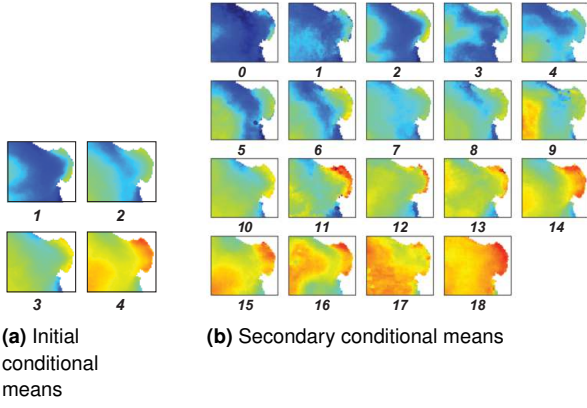 0 1 2 3 4
5 6 7 8 9
1 2
10 11 12 13 14
3 4
15 16 17 18
(a) Initial
conditional
means
(b) Secondary conditional means